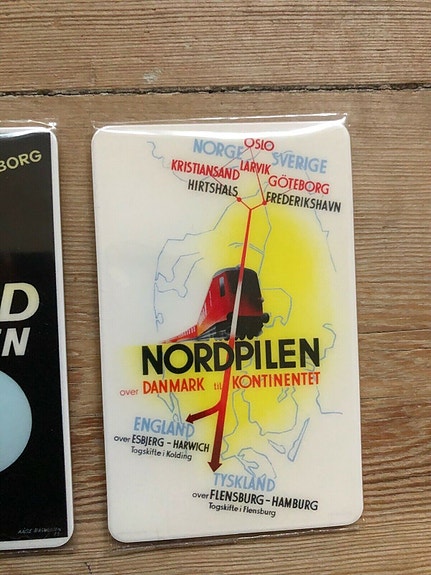 BORG
D
EN
OSLO
NORGE
SVERIGE
KRISTIANSAND
LARVIK
GÖTEBORG
HIRTSHALS
FREDERIKSHAVN
NORDPILEN
over DANMARK til KONTINENTET
ENGLAND
over ESBJERG - HARWICH
Togskifte i Kolding
TYSKLAND
over FLENSBURG - HAMBURG
Togskifte i Flensburg